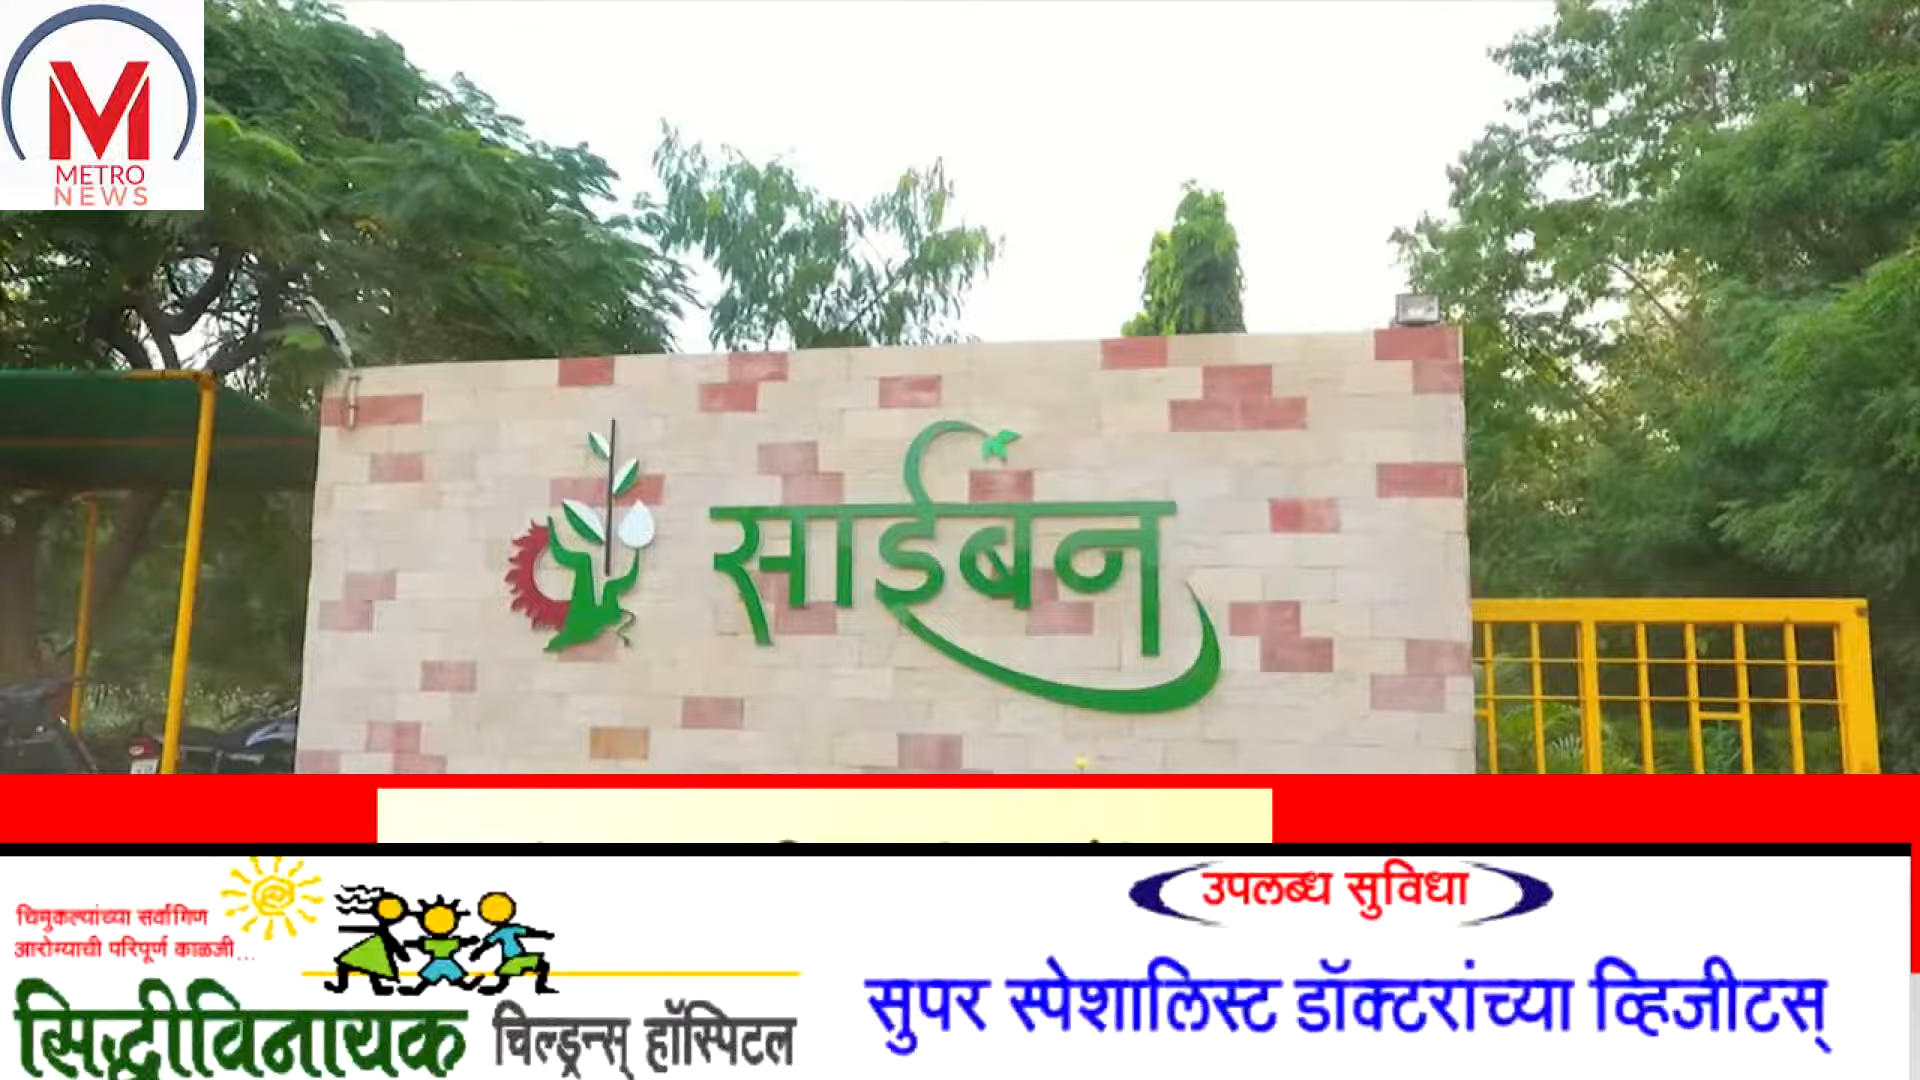 METRO
NEWS
साईबन
चिमुकल्यांच्या सर्वांगिण
आरोग्याची परिपूर्ण काळजी...
सिद्धीविनायक चिल्ड्रन्स् हॉस्पिटल
उपलब्ध सुविधा
सुपर स्पेशालिस्ट डॉक्टरांच्या व्हिजीटस्